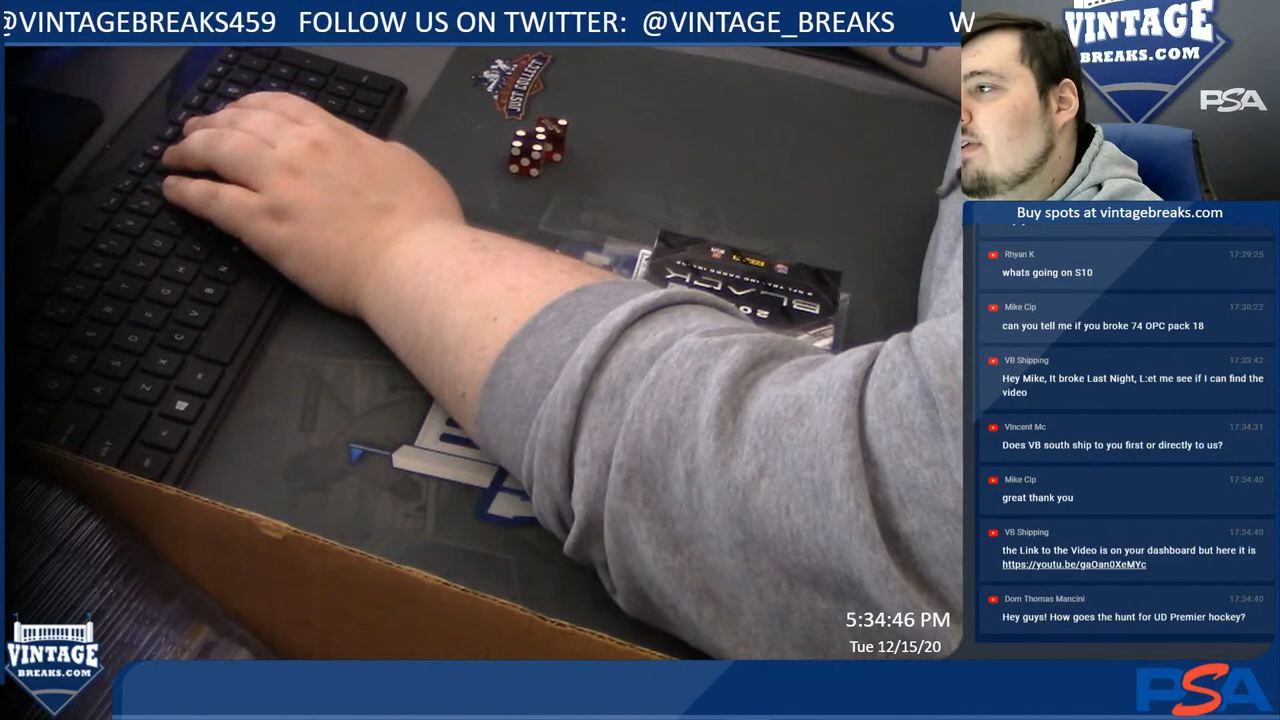 @VINTAGEBREAKS459 FOLLOW US ON TWITTER: @VINTAGE_BREAKS W
VINTAGE
BREAKS.COM
PSA
JUST COLLECT
BLACK
20
Buy spots at vintagebreaks.com
Rhyan K 17:29:25
whats going on S10
Mike Cip 17:30:22
can you tell me if you broke 74 OPC pack 18
VB Shipping 17:33:42
Hey Mike, It broke Last Night, L:et me see if I can find the
video
VIncent Mc 17:34:31
Does VB south ship to you first or directly to us?
Mike Cip 17:34:40
great thank you
VB Shipping 17:34:40
the Link to the Video is on your dashboard but here it is
https://youtu.be/gaOan0XeMYc
Dom Thomas Mancini 17:34:40
Hey guys! How goes the hunt for UD Premier hockey?
5:34:46 PM
Tue 12/15/20
VINTAGE
BREAKS.COM
PSA